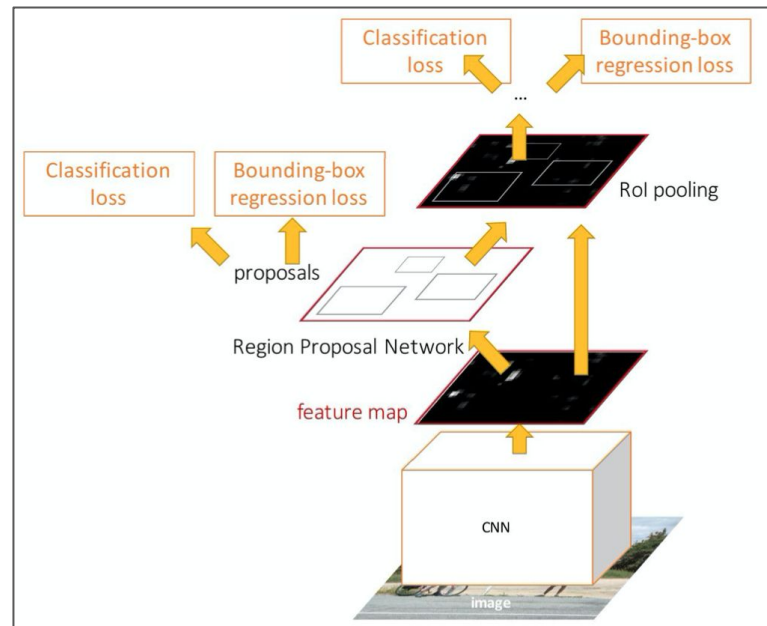 Classification
loss
Bounding-box
regression loss
...
Classification
loss
Bounding-box
regression loss
RoI pooling
proposals
Region Proposal Network
feature map
CNN
image